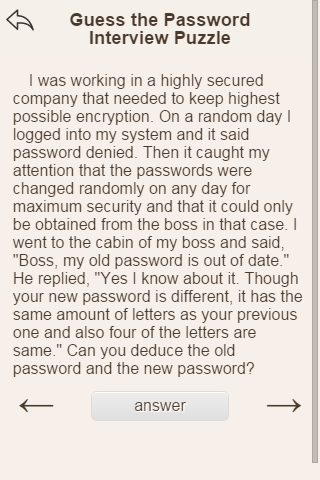 Guess the Password
Interview Puzzle
I was working in a highly secured
company that needed to keep highest
possible encryption. On a random day I
logged into my system and it said
password denied. Then it caught my
attention that the passwords were
changed randomly on any day for
maximum security and that it could only
be obtained from the boss in that case. I
went to the cabin of my boss and said,
"Boss, my old password is out of date."
He replied, "Yes I know about it. Though
your new password is different, it has the
same amount of letters as your previous
one and also four of the letters are
same." Can you deduce the old
password and the new password?
answer